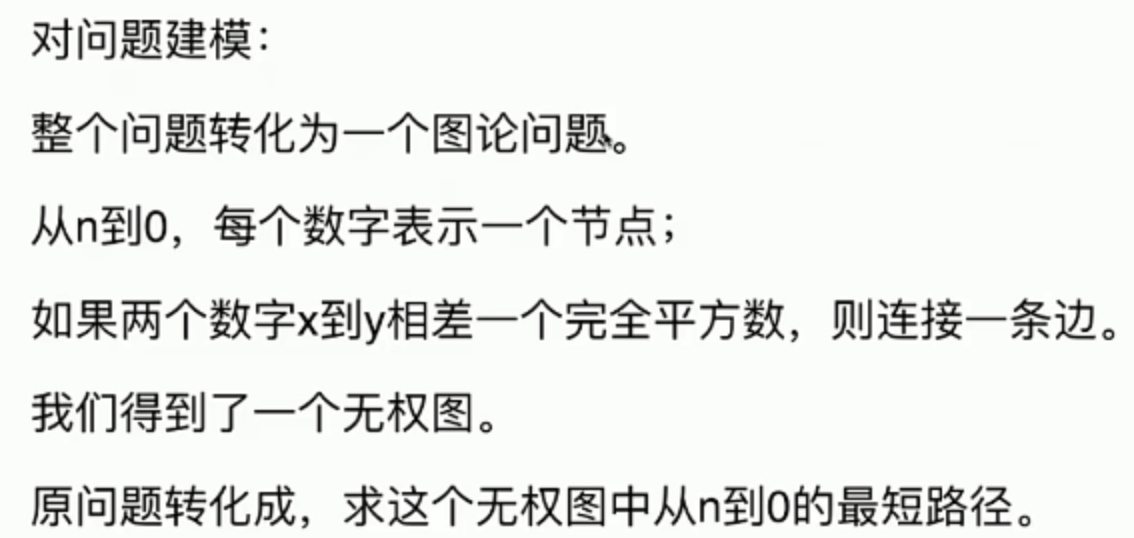 对问题建模：
整个问题转化为一个图论问题。
从n到0，每个数字表示一个节点；
如果两个数字x到y相差一个完全平方数，则连接一条边。
我们得到了一个无权图。
原问题转化成，求这个无权图中从n到0的最短路径。